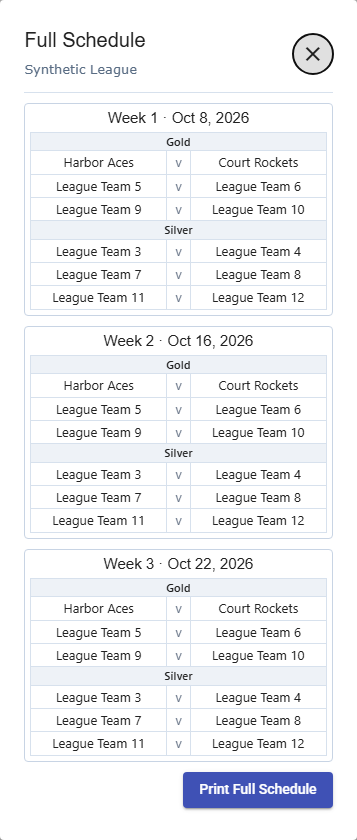 Full Schedule
Synthetic League
Week 1 · Oct 8, 2026
Gold
Harbor Aces v Court Rockets
League Team 5 v League Team 6
League Team 9 v League Team 10
Silver
League Team 3 v League Team 4
League Team 7 v League Team 8
League Team 11 v League Team 12
Week 2 · Oct 16, 2026
Gold
Harbor Aces v Court Rockets
League Team 5 v League Team 6
League Team 9 v League Team 10
Silver
League Team 3 v League Team 4
League Team 7 v League Team 8
League Team 11 v League Team 12
Week 3 · Oct 22, 2026
Gold
Harbor Aces v Court Rockets
League Team 5 v League Team 6
League Team 9 v League Team 10
Silver
League Team 3 v League Team 4
League Team 7 v League Team 8
League Team 11 v League Team 12
Print Full Schedule